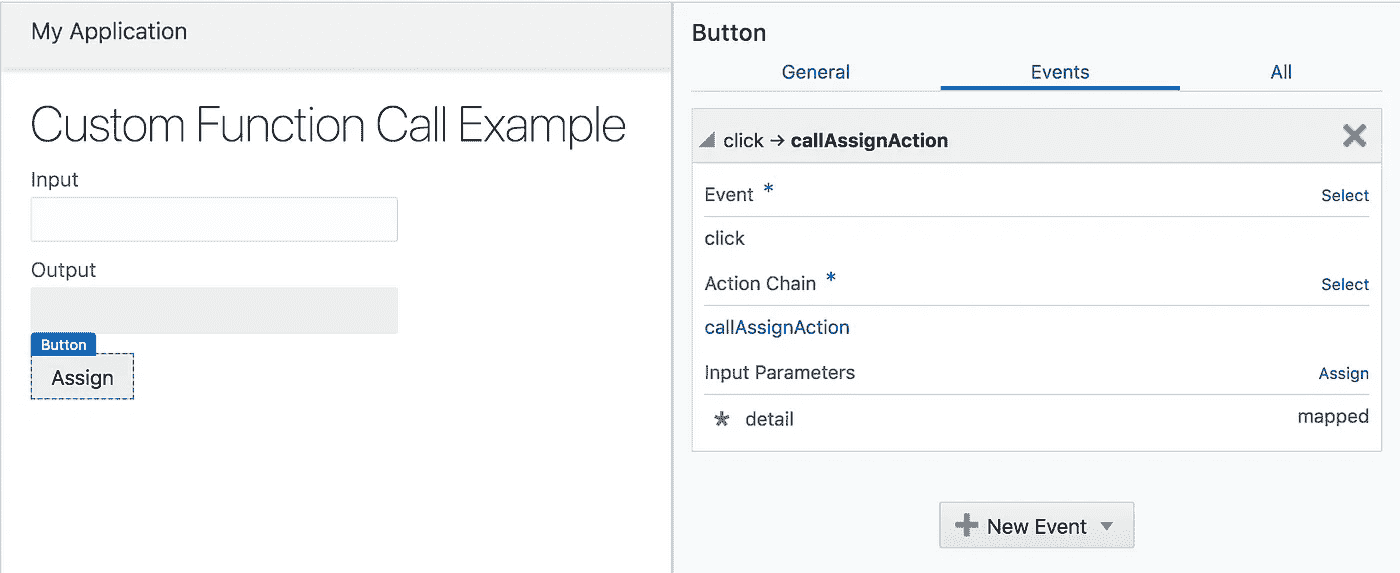 My Application
Custom Function Call Example
Input
Output
Button
Assign
Button
General Events All
click → callAssignAction
Event * Select
click
Action Chain * Select
callAssignAction
Input Parameters Assign
* detail mapped
New Event